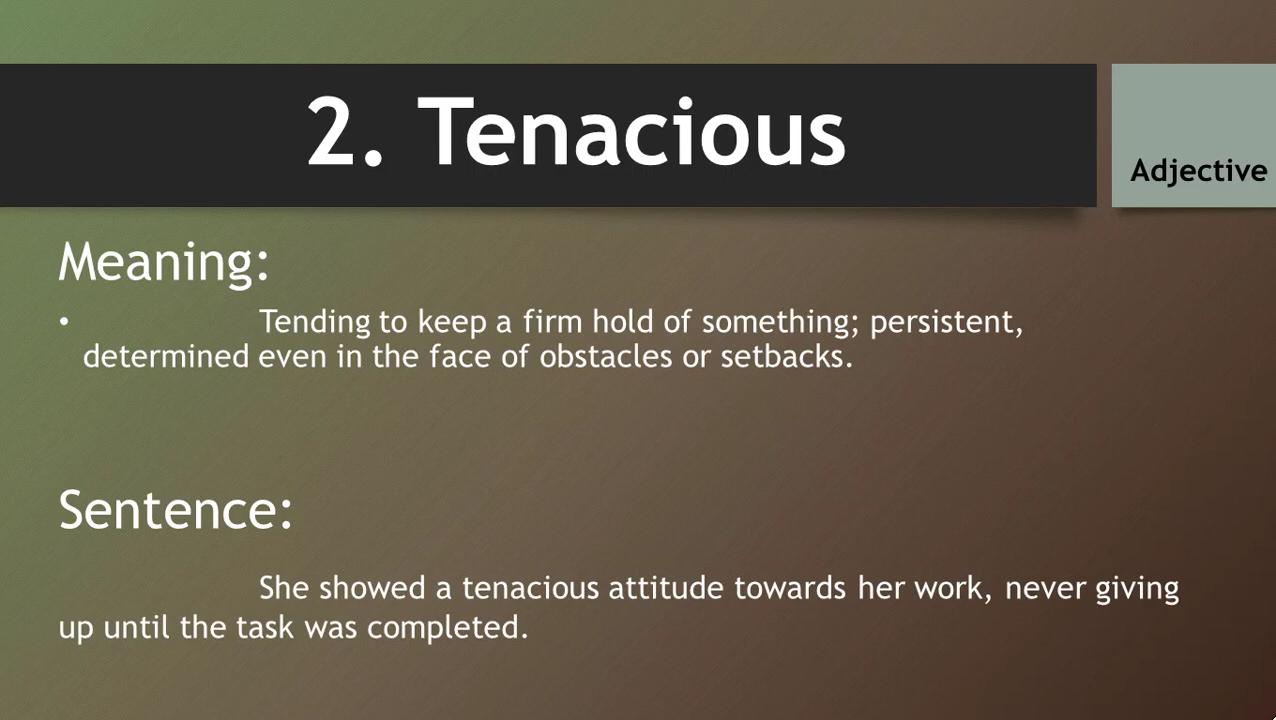 2. Tenacious
Adjective
Meaning:
• Tending to keep a firm hold of something; persistent,
determined even in the face of obstacles or setbacks.
Sentence:
She showed a tenacious attitude towards her work, never giving
up until the task was completed.